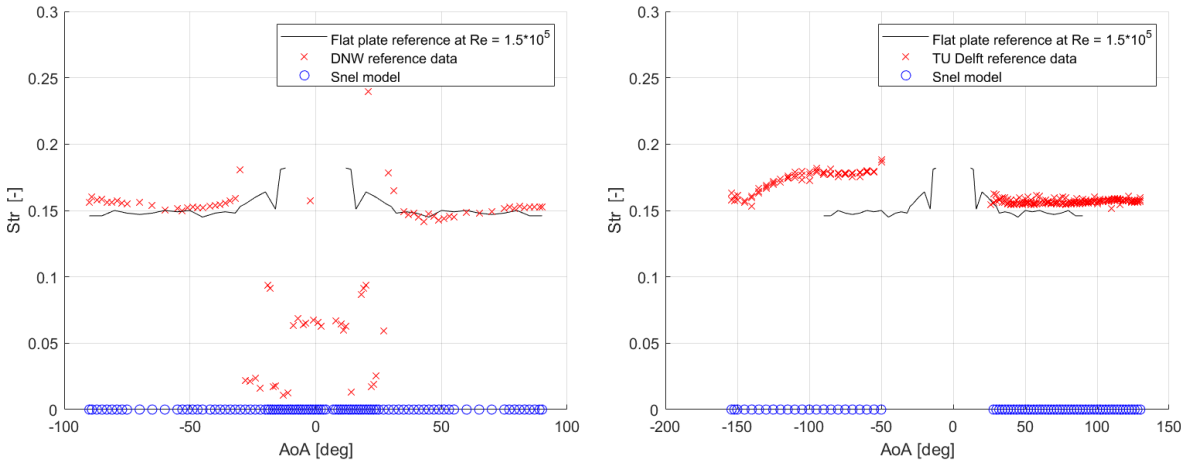 0.3
0.25
0.2
0.15
0.1
0.05
0
Str [-]
-100
-50
0
50
100
AoA [deg]
Flat plate reference at Re = 1.5*10^5
DNW reference data
Snel model
0.3
0.25
0.2
0.15
0.1
0.05
0
Str [-]
-200
-150
-100
-50
0
50
100
150
AoA [deg]
Flat plate reference at Re = 1.5*10^5
TU Delft reference data
Snel model